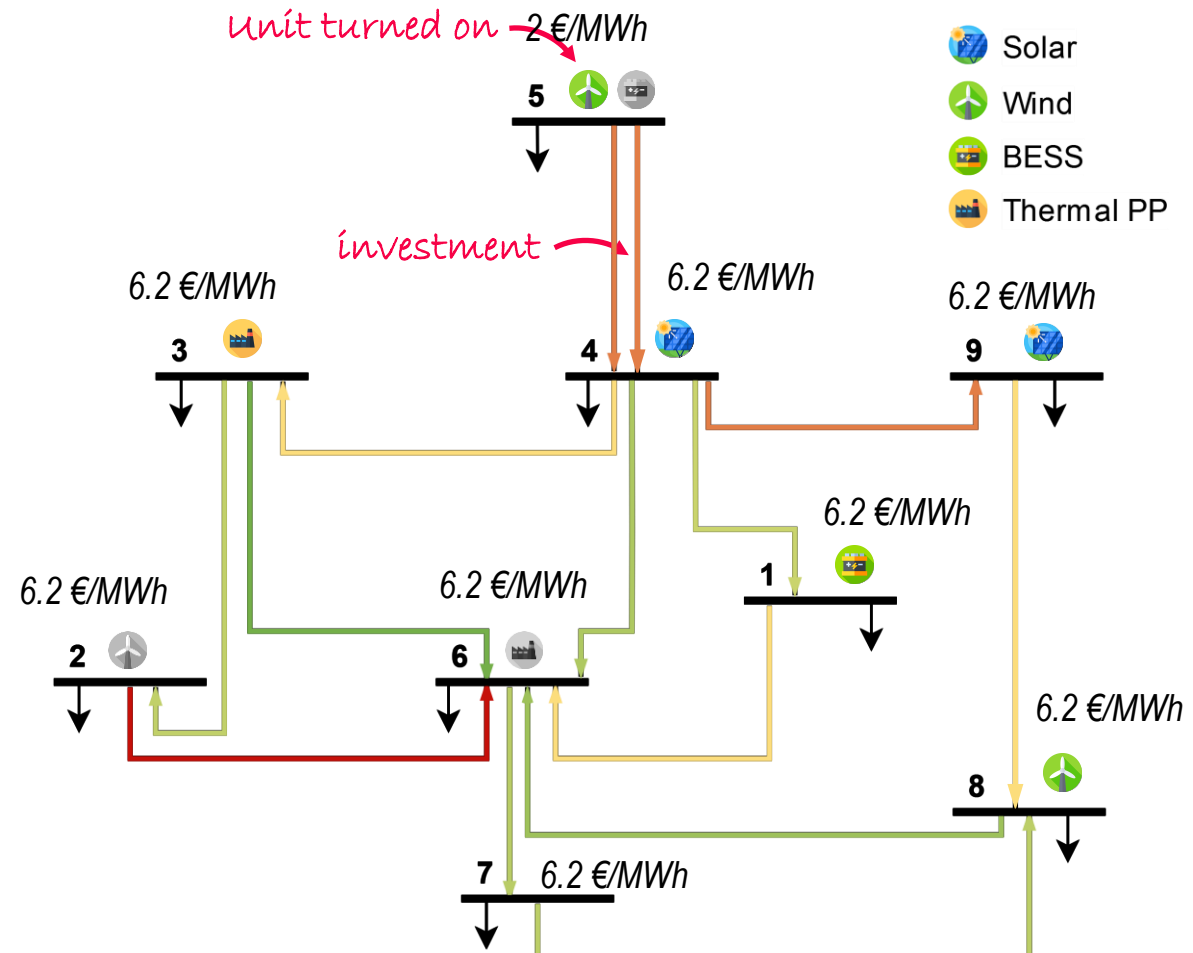 Unit turned on
2 €/MWh
5
Solar
Wind
BESS
Thermal PP
investment
6.2 €/MWh
6.2 €/MWh
6.2 €/MWh
3
4
9
6.2 €/MWh
6.2 €/MWh
6.2 €/MWh
1
2
6
6.2 €/MWh
8
7
6.2 €/MWh